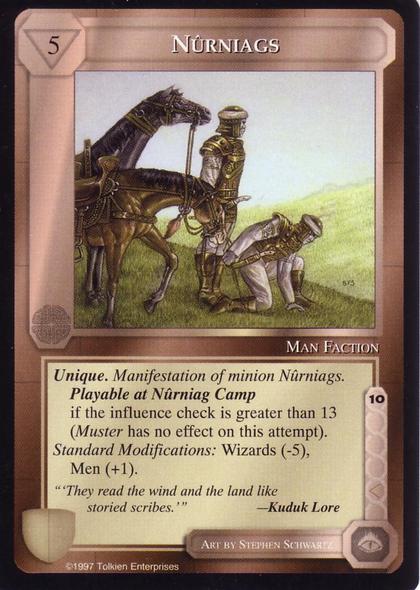 5
NÛRNIAGS
S7S
MAN FACTION
Unique. Manifestation of minion Nûrniags.
Playable at Nûrniag Camp
if the influence check is greater than 13
(Muster has no effect on this attempt).
Standard Modifications: Wizards (-5),
Men (+1).
10
“‘They read the wind and the land like
storied scribes.’” —Kuduk Lore
ART BY STEPHEN SCHWARTZ
©1997 Tolkien Enterprises